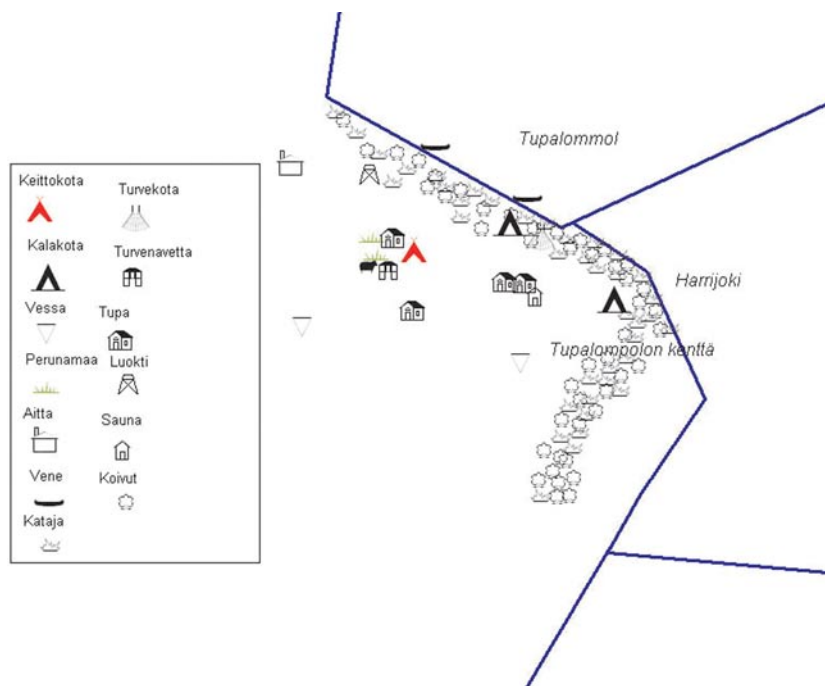 Tupalommol
Harrijoki
Tupalompolon kenttä
Keittokota
Turvekota
Kalakota
Turvenavetta
Vessa
Tupa
Perunamaa
Luokti
Aitta
Sauna
Vene
Koivut
Kataja